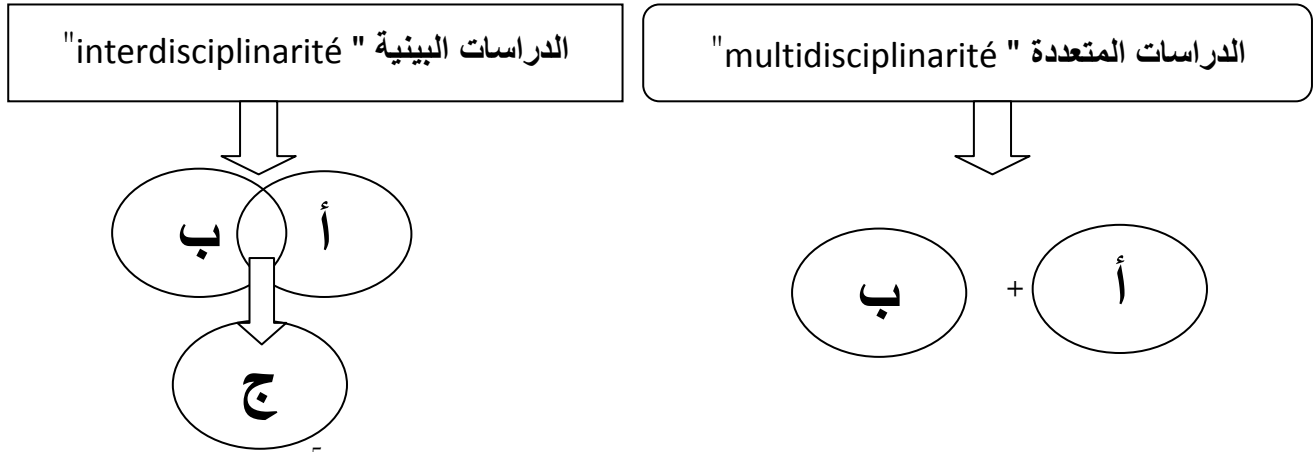 الدراسات المتعددة " multidisciplinarité"
الدراسات البينية " interdisciplinarité"
أ
+
ب
أ
ب
ج